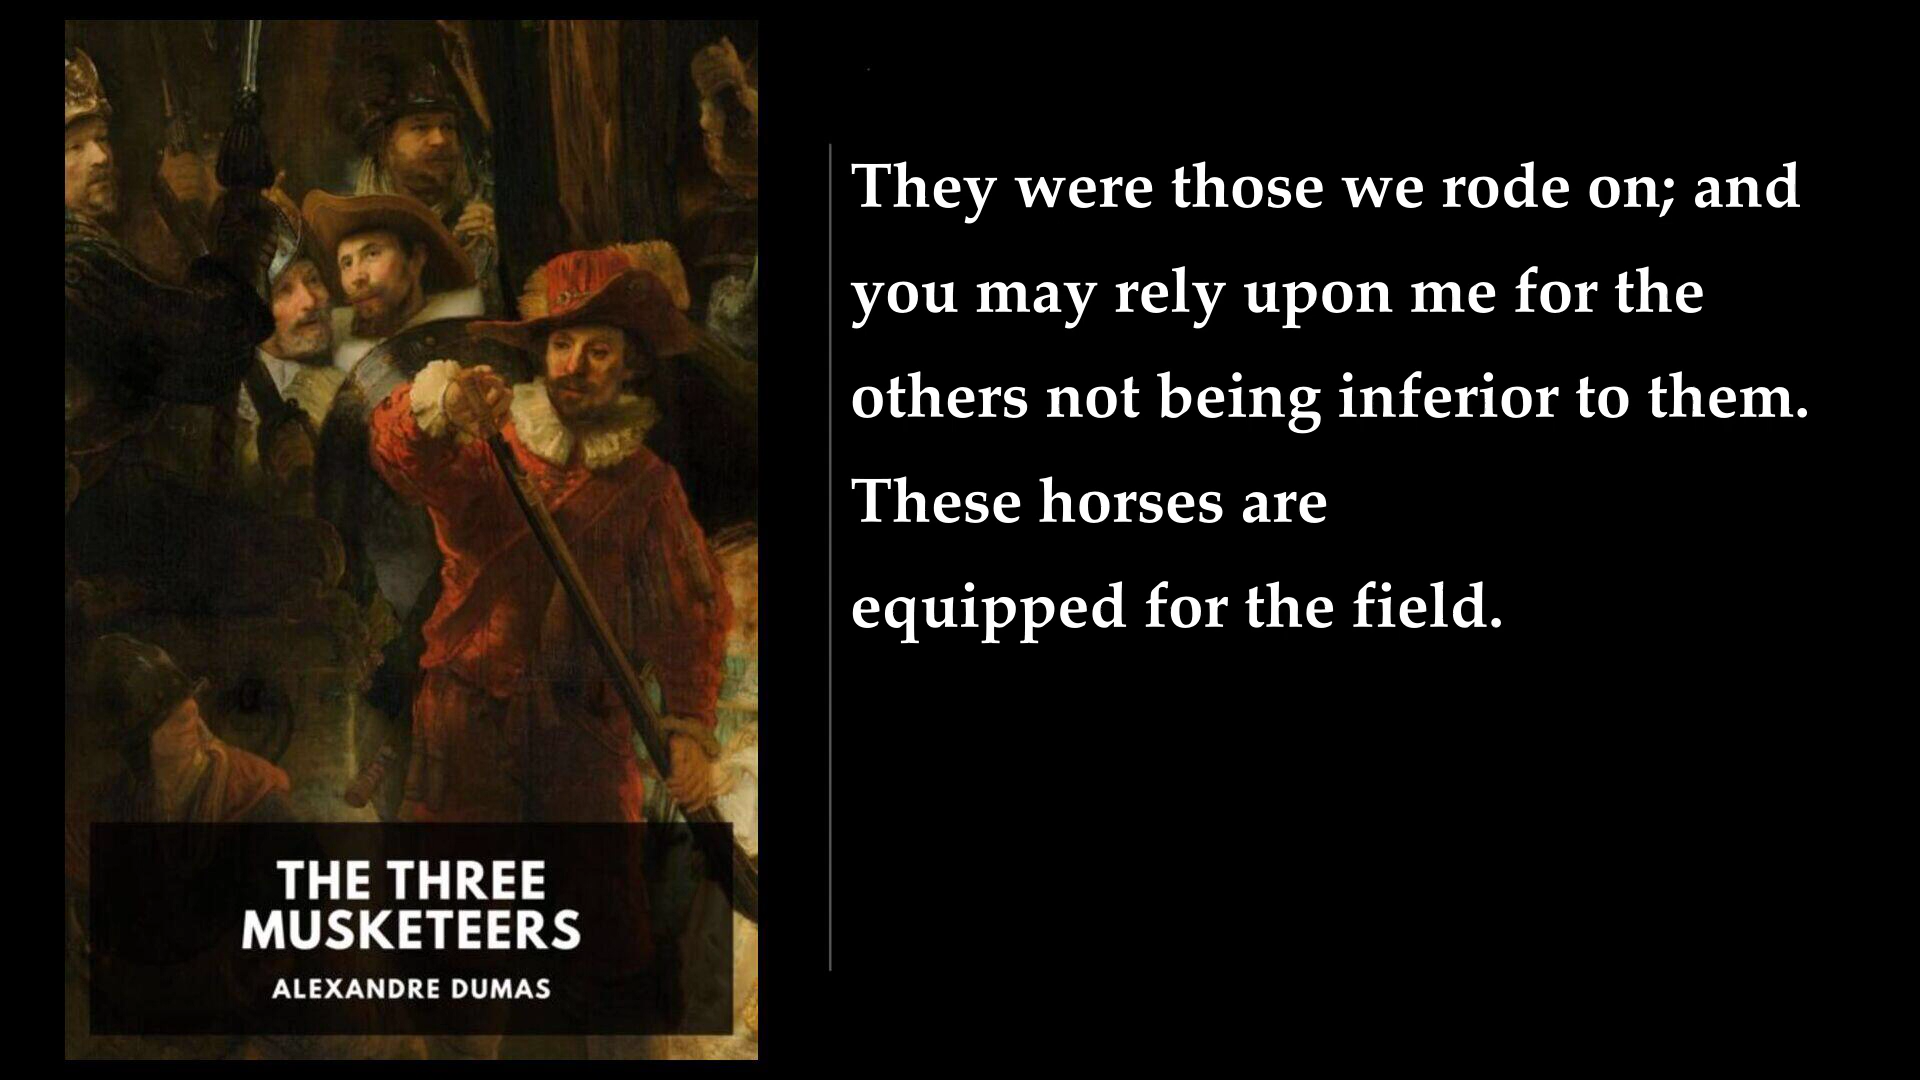 They were those we rode on; and
you may rely upon me for the
others not being inferior to them.
These horses are
equipped for the field.
THE THREE
MUSKETEERS
ALEXANDRE DUMAS